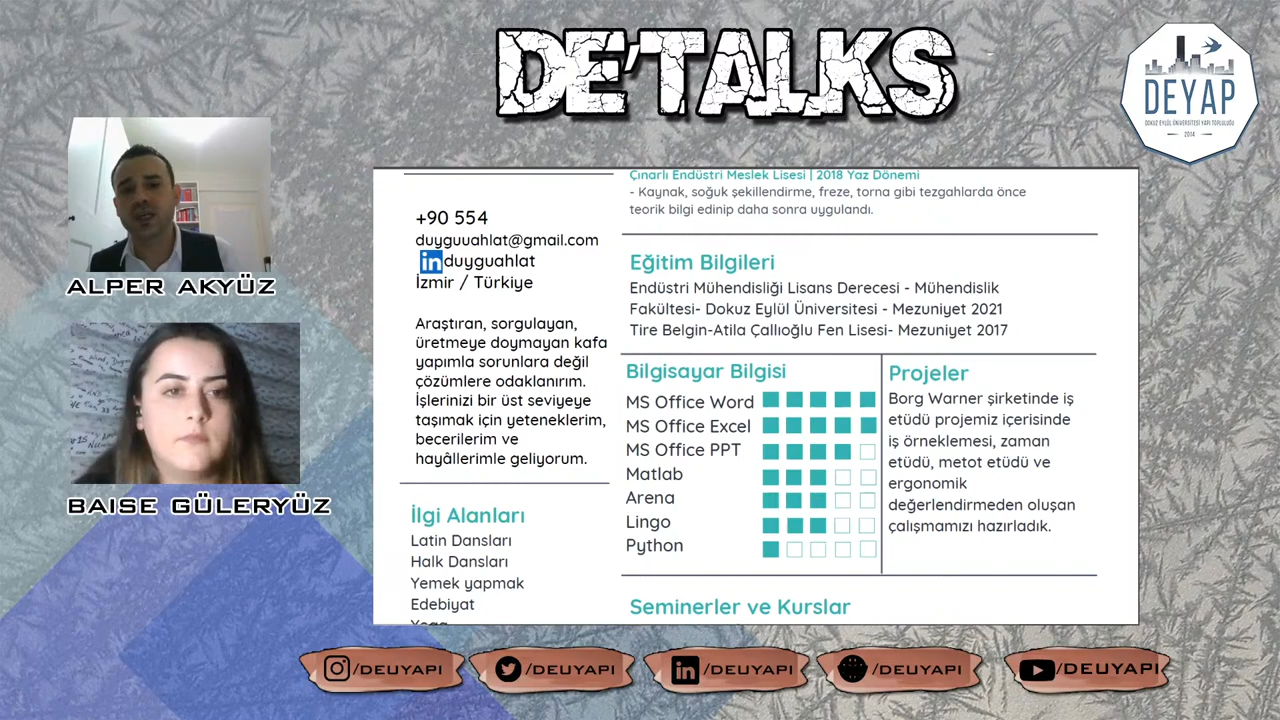 DE'TALKS
DEYAP
DOKUZ EYLÜL ÜNİVERSİTESİ YAPI TOPLULUĞU
2014
ALPER AKYÜZ
BAISE GÜLERYÜZ
+90 554
duyguuahlat@gmail.com
in duyguahlat
İzmir / Türkiye
Araştıran, sorgulayan,
üretmeye doymayan kafa
yapımla sorunlara değil
çözümlere odaklanırım.
İşlerinizi bir üst seviyeye
taşımak için yeteneklerim,
becerilerim ve
hayâllerimle geliyorum.
İlgi Alanları
Latin Dansları
Halk Dansları
Yemek yapmak
Edebiyat
Yoga
Çınarlı Endüstri Meslek Lisesi | 2018 Yaz Dönemi
- Kaynak, soğuk şekillendirme, freze, torna gibi tezgahlarda önce
teorik bilgi edinip daha sonra uygulandı.
Eğitim Bilgileri
Endüstri Mühendisliği Lisans Derecesi - Mühendislik
Fakültesi- Dokuz Eylül Üniversitesi - Mezuniyet 2021
Tire Belgin-Atila Çallıoğlu Fen Lisesi- Mezuniyet 2017
Bilgisayar Bilgisi
MS Office Word
MS Office Excel
MS Office PPT
Matlab
Arena
Lingo
Python
Projeler
Borg Warner şirketinde iş
etüdü projemiz içerisinde
iş örneklemesi, zaman
etüdü, metot etüdü ve
ergonomik
değerlendirmeden oluşan
çalışmamızı hazırladık.
Seminerler ve Kurslar
/DEUYAPI
/DEUYAPI
in /DEUYAPI
/DEUYAPI
/DEUYAPI